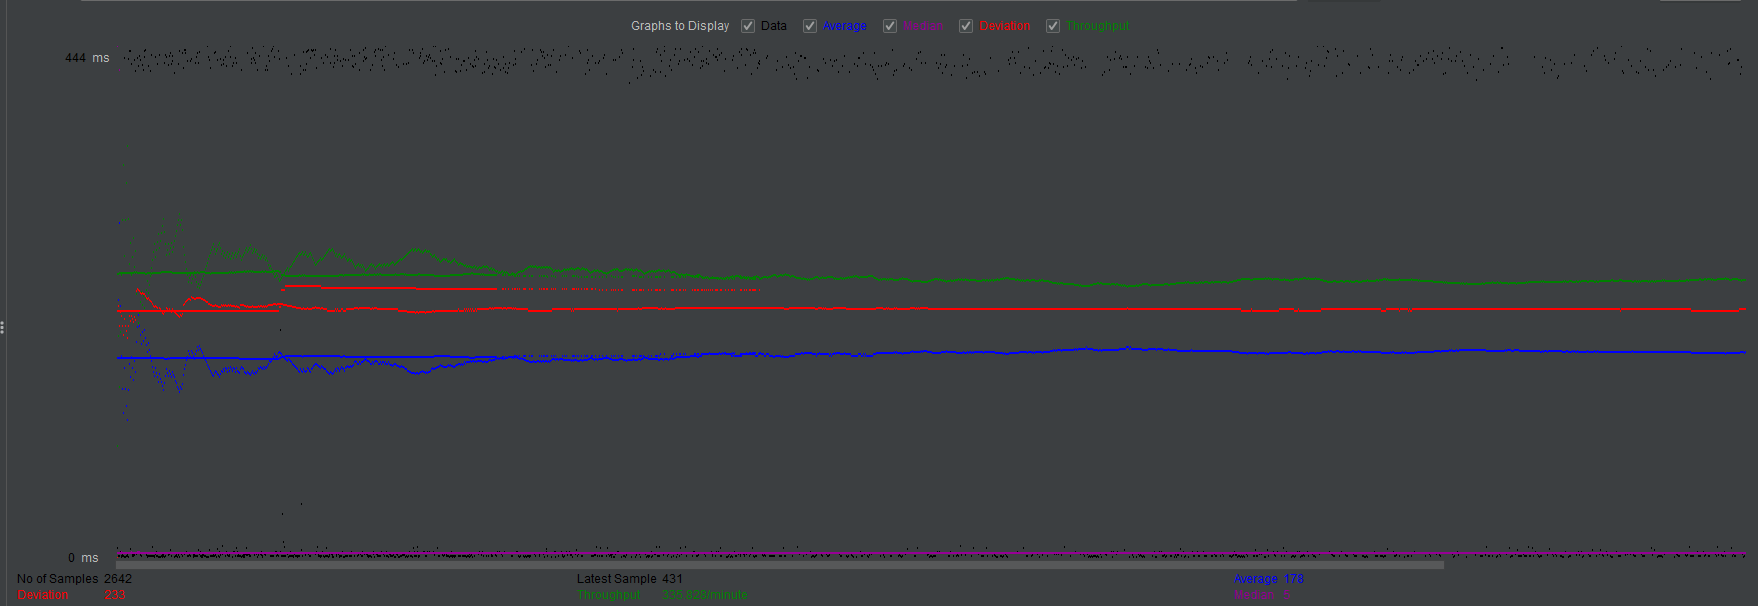 Graphs to Display Data Average Median Deviation Throughput
444 ms
0 ms
No of Samples 2642 Latest Sample 431 Average 178
Deviation 233 Throughput 335.828/minute Median